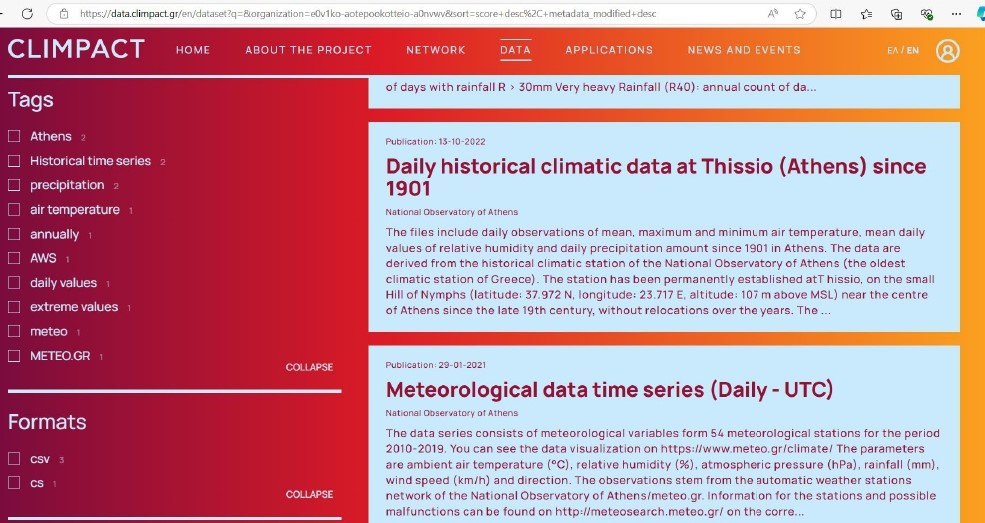 https://data.climpact.gr/en/dataset?q=&organization=e0v1ko-aotepookotteio-a0nvwv&sort=score+desc%2C+metadata_modified+desc
CLIMPACT
HOME
ABOUT THE PROJECT
NETWORK
DATA
APPLICATIONS
NEWS AND EVENTS
ΕΛ / EN
Tags
Athens 2
Historical time series 2
precipitation 2
air temperature 1
annually 1
AWS 1
daily values 1
extreme values 1
meteo 1
METEO.GR 1
COLLAPSE
Formats
csv 3
cs 1
COLLAPSE
of days with rainfall R > 30mm Very heavy Rainfall (R40): annual count of da...
Publication: 13-10-2022
Daily historical climatic data at Thissio (Athens) since
1901
National Observatory of Athens
The files include daily observations of mean, maximum and minimum air temperature, mean daily
values of relative humidity and daily precipitation amount since 1901 in Athens. The data are
derived from the historical climatic station of the National Observatory of Athens (the oldest
climatic station of Greece). The station has been permanently established atT hissio, on the small
Hill of Nymphs (latitude: 37.972 N, longitude: 23.717 E, altitude: 107 m above MSL) near the centre
of Athens since the late 19th century, without relocations over the years. The ...
Publication: 29-01-2021
Meteorological data time series (Daily - UTC)
National Observatory of Athens
The data series consists of meteorological variables form 54 meteorological stations for the period
2010-2019. You can see the data visualization on https://www.meteo.gr/climate/ The parameters
are ambient air temperature (°C), relative humidity (%), atmospheric pressure (hPa), rainfall (mm),
wind speed (km/h) and direction. The observations stem from the automatic weather stations
network of the National Observatory of Athens/meteo.gr. Information for the stations and possible
malfunctions can be found on http://meteosearch.meteo.gr/ on the corre...